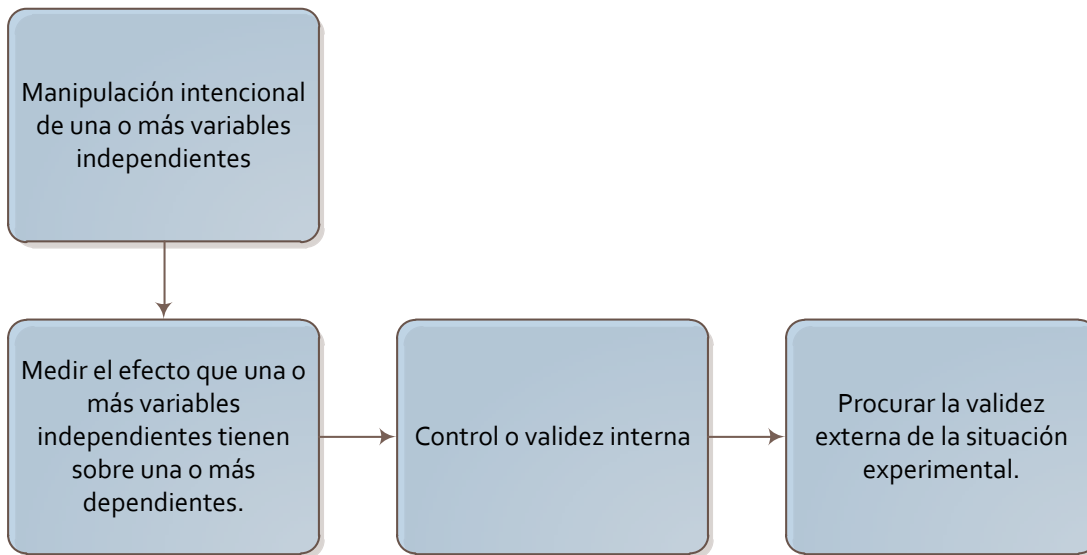 Manipulación intencional
de una o más variables
independientes
Medir el efecto que una o
más variables
independientes tienen
sobre una o más
dependientes.
Control o validez interna
Procurar la validez
externa de la situación
experimental.